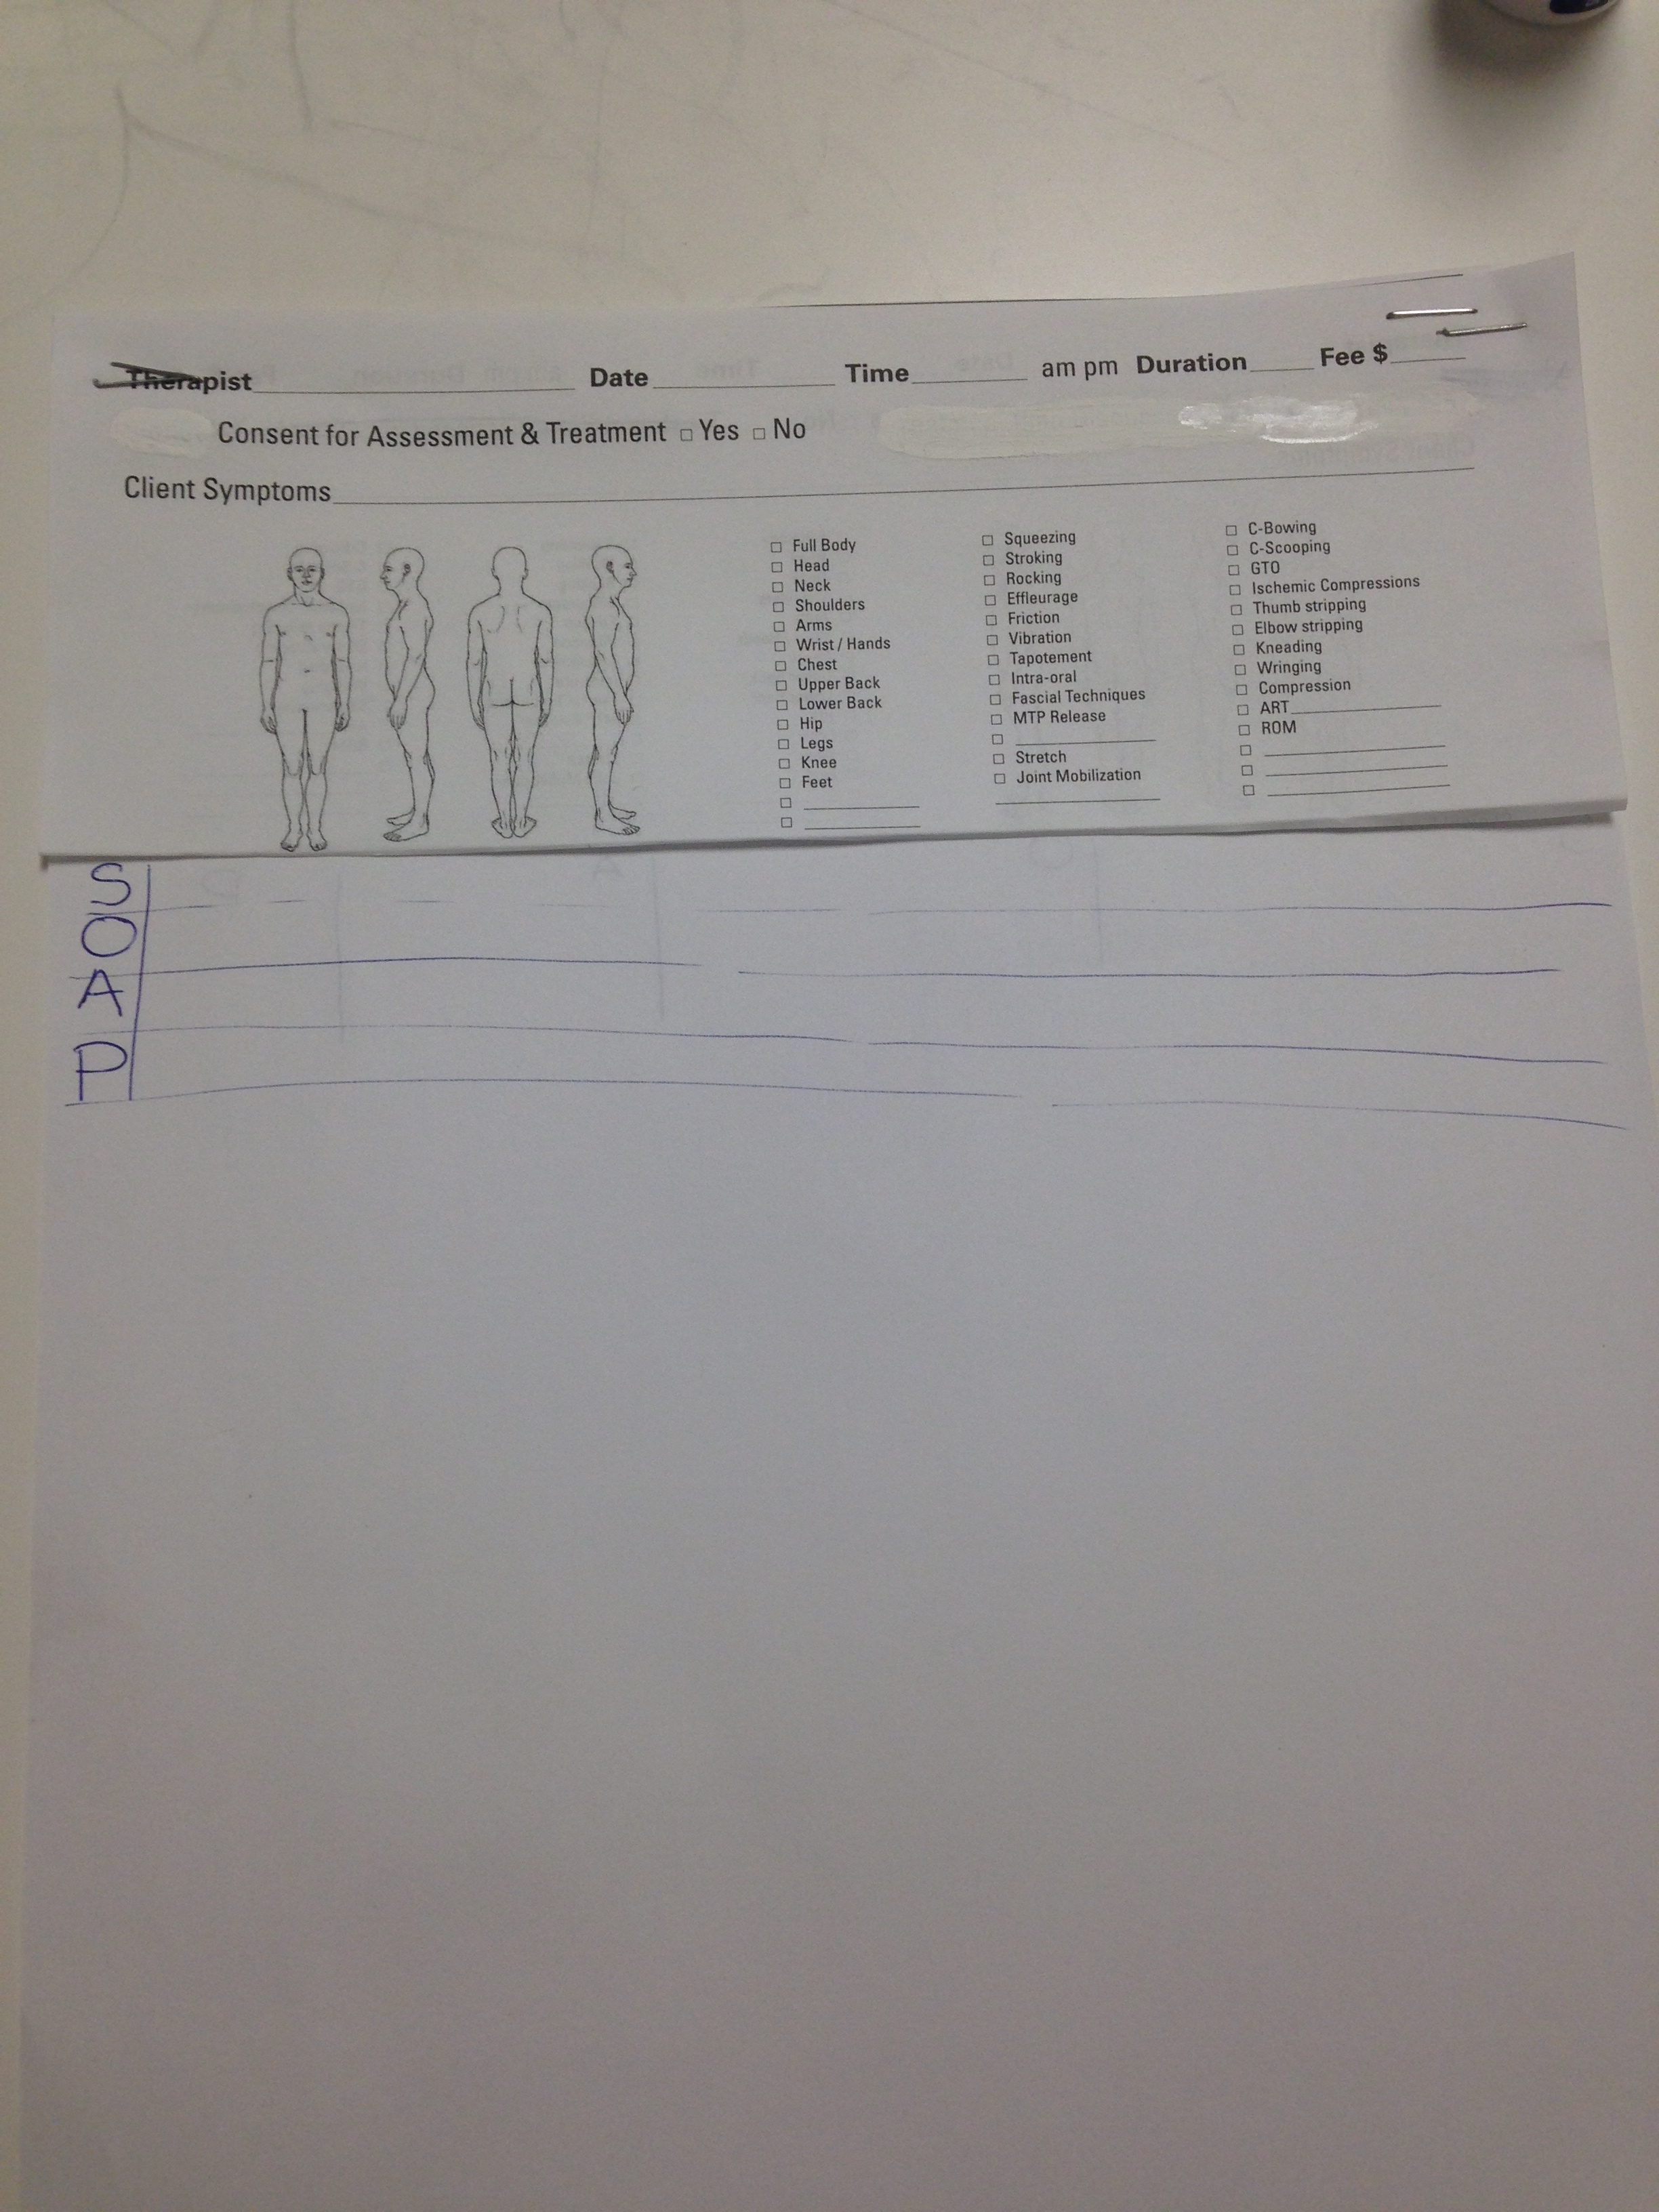 Therapist Date Time am pm Duration Fee $
Consent for Assessment & Treatment □ Yes □ No
Client Symptoms
□ Full Body
□ Head
□ Neck
□ Shoulders
□ Arms
□ Wrist / Hands
□ Chest
□ Upper Back
□ Lower Back
□ Hip
□ Legs
□ Knee
□ Feet
□
□
□ Squeezing
□ Stroking
□ Rocking
□ Effleurage
□ Friction
□ Vibration
□ Tapotement
□ Intra-oral
□ Fascial Techniques
□ MTP Release
□
□ Stretch
□ Joint Mobilization
□ C-Bowing
□ C-Scooping
□ GTO
□ Ischemic Compressions
□ Thumb stripping
□ Elbow stripping
□ Kneading
□ Wringing
□ Compression
□ ART
□ ROM
□
□
□
S
O
A
P